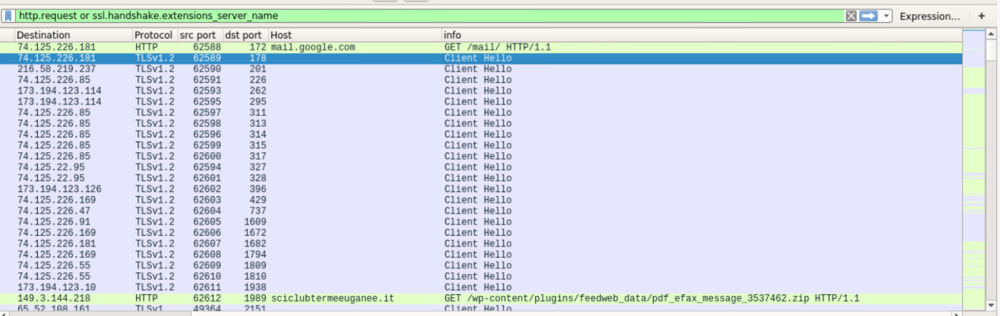 http.request or ssl.handshake.extensions_server_name Expression... +
Destination Protocol src port dst port Host info
74.125.226.181 HTTP 62588 172 mail.google.com GET /mail/ HTTP/1.1
74.125.226.181 TLSv1.2 62589 178 Client Hello
216.58.219.237 TLSv1.2 62590 201 Client Hello
74.125.226.85 TLSv1.2 62591 226 Client Hello
173.194.123.114 TLSv1.2 62593 262 Client Hello
173.194.123.114 TLSv1.2 62595 295 Client Hello
74.125.226.85 TLSv1.2 62597 311 Client Hello
74.125.226.85 TLSv1.2 62598 313 Client Hello
74.125.226.85 TLSv1.2 62596 314 Client Hello
74.125.226.85 TLSv1.2 62599 315 Client Hello
74.125.226.85 TLSv1.2 62600 317 Client Hello
74.125.22.95 TLSv1.2 62594 327 Client Hello
74.125.22.95 TLSv1.2 62601 328 Client Hello
173.194.123.126 TLSv1.2 62602 396 Client Hello
74.125.226.169 TLSv1.2 62603 429 Client Hello
74.125.226.47 TLSv1.2 62604 737 Client Hello
74.125.226.91 TLSv1.2 62605 1609 Client Hello
74.125.226.169 TLSv1.2 62606 1672 Client Hello
74.125.226.181 TLSv1.2 62607 1682 Client Hello
74.125.226.169 TLSv1.2 62608 1794 Client Hello
74.125.226.55 TLSv1.2 62609 1809 Client Hello
74.125.226.55 TLSv1.2 62610 1810 Client Hello
173.194.123.10 TLSv1.2 62611 1938 Client Hello
149.3.144.218 HTTP 62612 1989 sciclubtermeeuganee.it GET /wp-content/plugins/feedweb_data/pdf_efax_message_3537462.zip HTTP/1.1
65.52.108.161 TLSv1 49364 2151 Client Hello